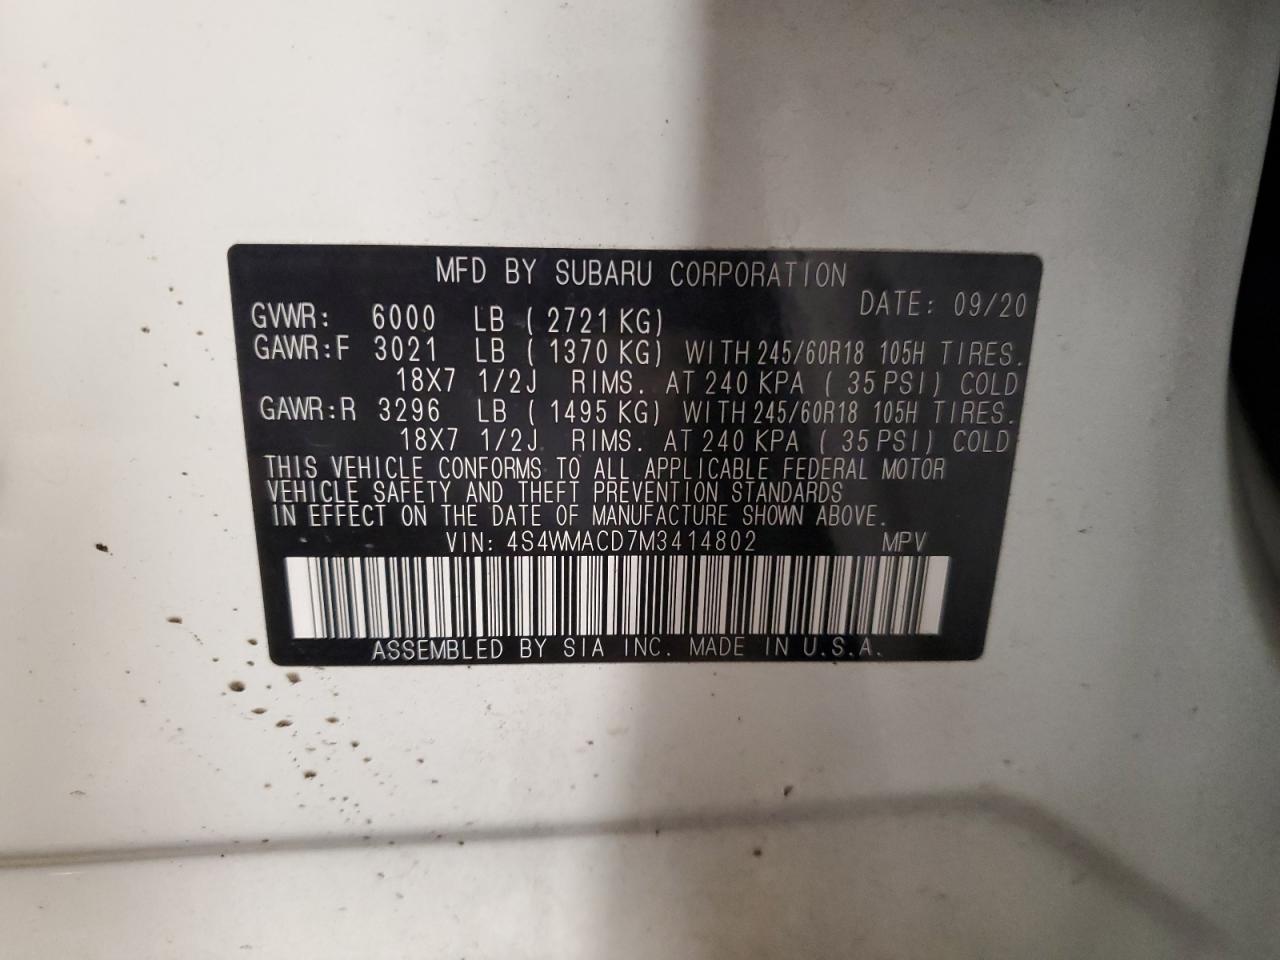 MFD BY SUBARU CORPORATION
DATE: 09/20
GVWR: 6000 LB ( 2721 KG)
GAWR:F 3021 LB ( 1370 KG) WITH 245/60R18 105H TIRES.
18X7 1/2J RIMS. AT 240 KPA ( 35 PSI) COLD
GAWR:R 3296 LB ( 1495 KG) WITH 245/60R18 105H TIRES.
18X7 1/2J RIMS. AT 240 KPA ( 35 PSI) COLD
THIS VEHICLE CONFORMS TO ALL APPLICABLE FEDERAL MOTOR
VEHICLE SAFETY AND THEFT PREVENTION STANDARDS
IN EFFECT ON THE DATE OF MANUFACTURE SHOWN ABOVE.
VIN: 4S4WMACD7M3414802 MPV
ASSEMBLED BY SIA INC. MADE IN U.S.A.